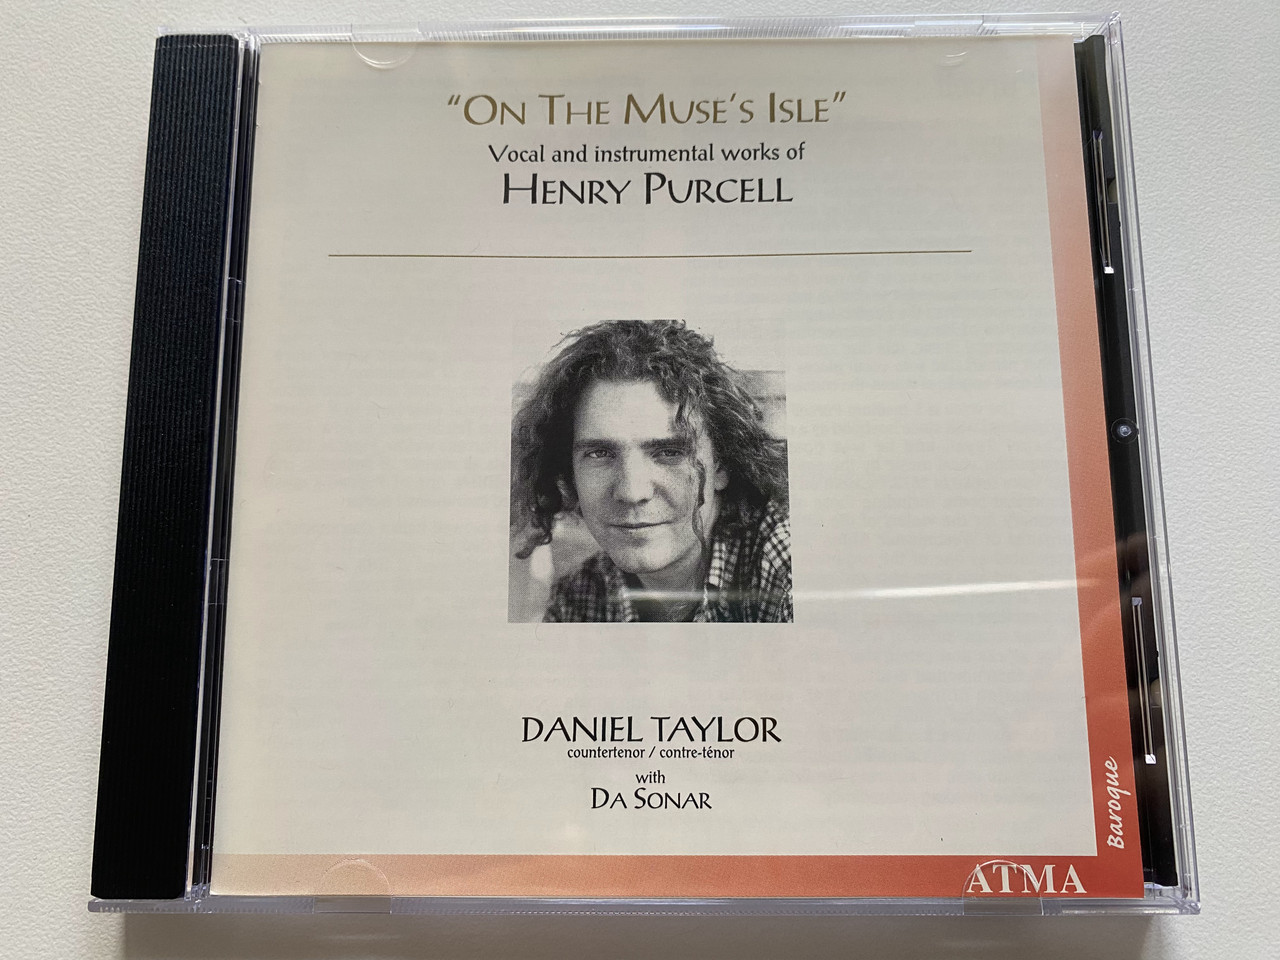 “ON THE MUSE’S ISLE”
Vocal and instrumental works of
HENRY PURCELL
DANIEL TAYLOR
countertenor / contre-ténor
with
DA SONAR
Baroque
ATMA